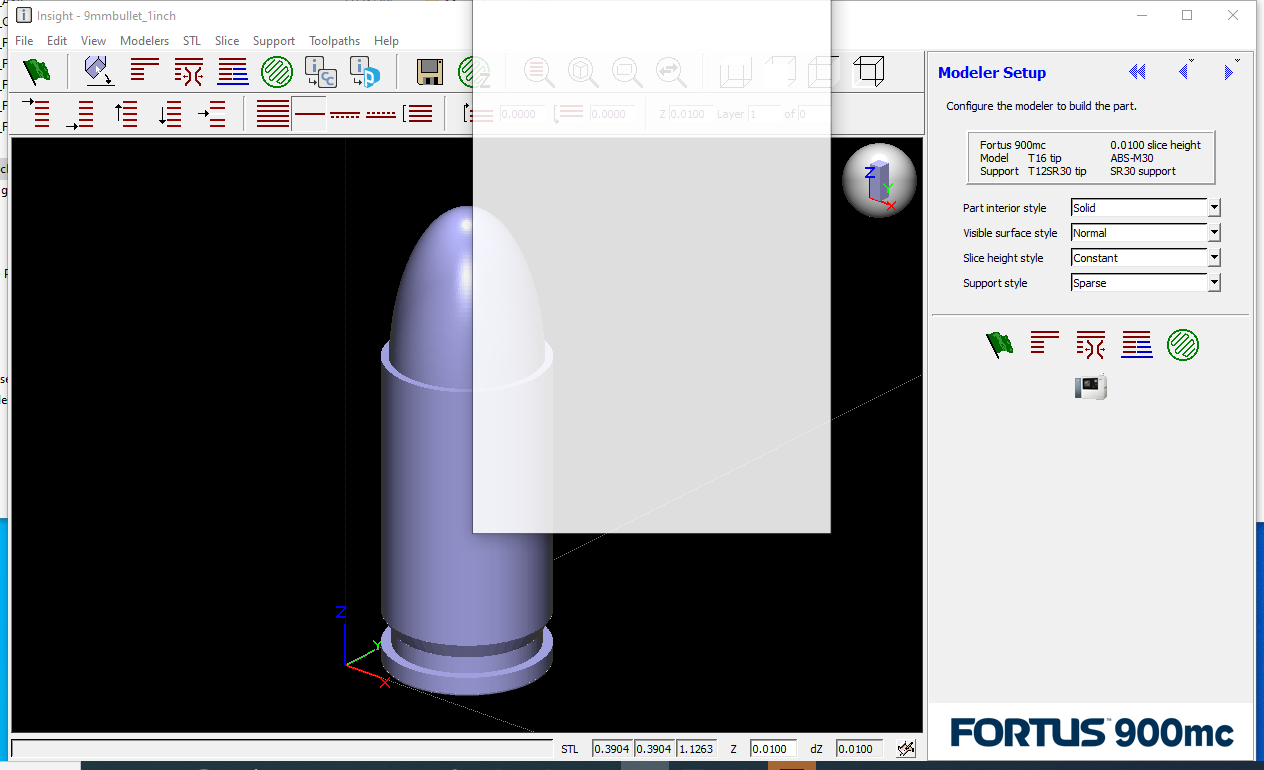 Insight - 9mmbullet_1inch
File Edit View Modelers STL Slice Support Toolpaths Help
0.0000 0.0000 Z 0.0100 Layer 1 of 0
Modeler Setup
Configure the modeler to build the part.
Fortus 900mc 0.0100 slice height
Model T16 tip ABS-M30
Support T12SR30 tip SR30 support
Part interior style Solid
Visible surface style Normal
Slice height style Constant
Support style Sparse
Z
Y
X
Z
Y
X
FORTUS™ 900mc
STL 0.3904 0.3904 1.1263 Z 0.0100 dZ 0.0100